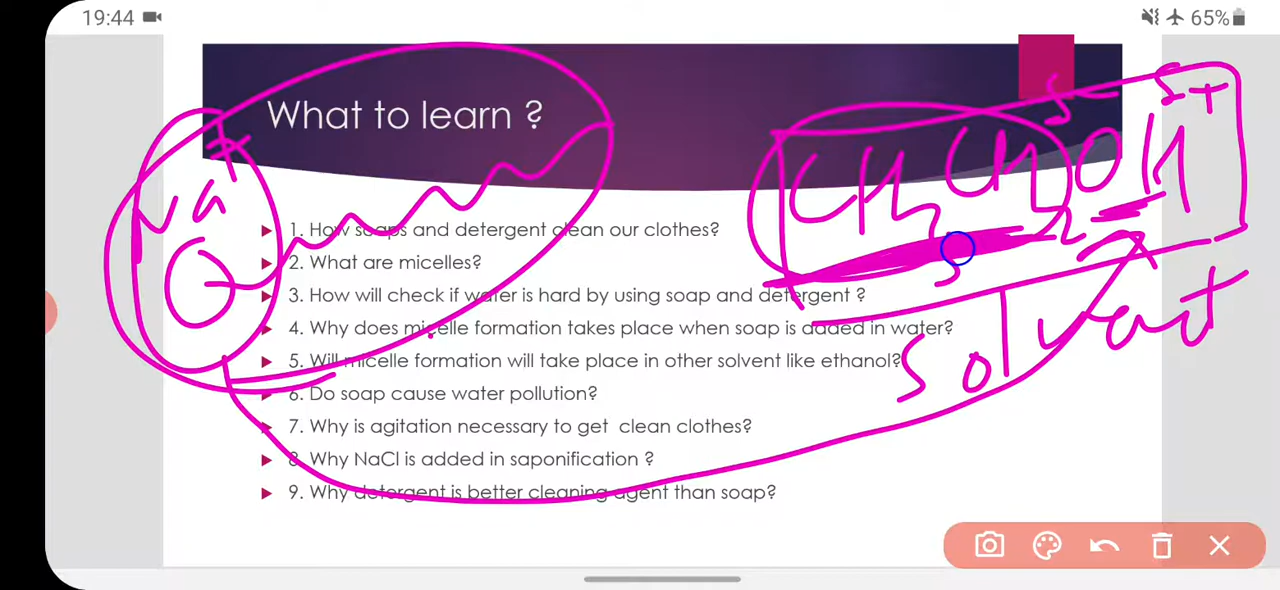 19:44
65%
What to learn ?
Na+
CH3CH2OH
δ- δ+
1. How soaps and detergent clean our clothes?
2. What are micelles?
3. How will check if water is hard by using soap and detergent ?
4. Why does micelle formation takes place when soap is added in water?
5. Will micelle formation will take place in other solvent like ethanol?
solvent
6. Do soap cause water pollution?
7. Why is agitation necessary to get clean clothes?
8. Why NaCl is added in saponification ?
9. Why detergent is better cleaning agent than soap?